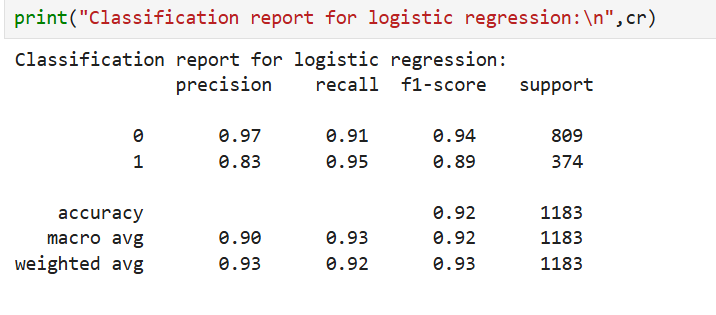 print("Classification report for logistic regression:\n",cr)
Classification report for logistic regression:
precision recall f1-score support
0 0.97 0.91 0.94 809
1 0.83 0.95 0.89 374
accuracy 0.92 1183
macro avg 0.90 0.93 0.92 1183
weighted avg 0.93 0.92 0.93 1183